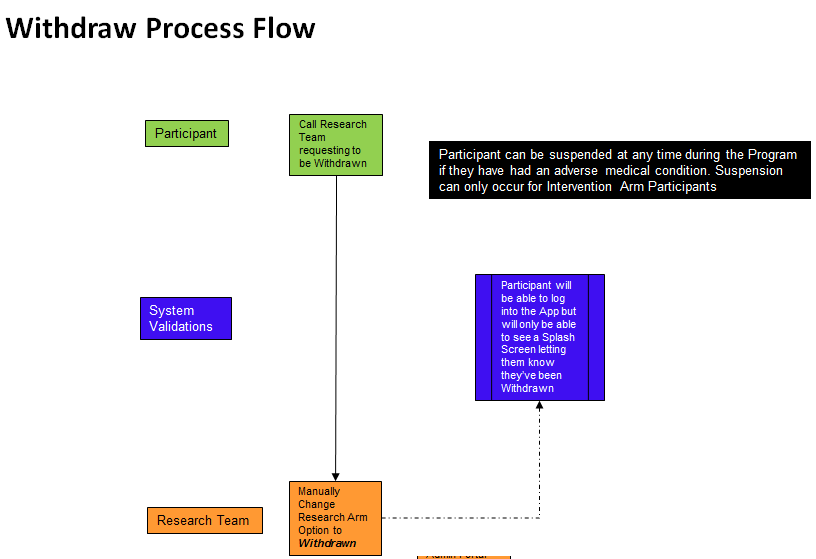 Withdraw Process Flow
Participant
Call Research
Team
requesting to
be Withdrawn
Participant can be suspended at any time during the Program
if they have had an adverse medical condition. Suspension
can only occur for Intervention Arm Participants
System
Validations
Participant will
be able to log
into the App but
will only be able
to see a Splash
Screen letting
them know
they've been
Withdrawn
Research Team
Manually
Change
Research Arm
Option to
Withdrawn